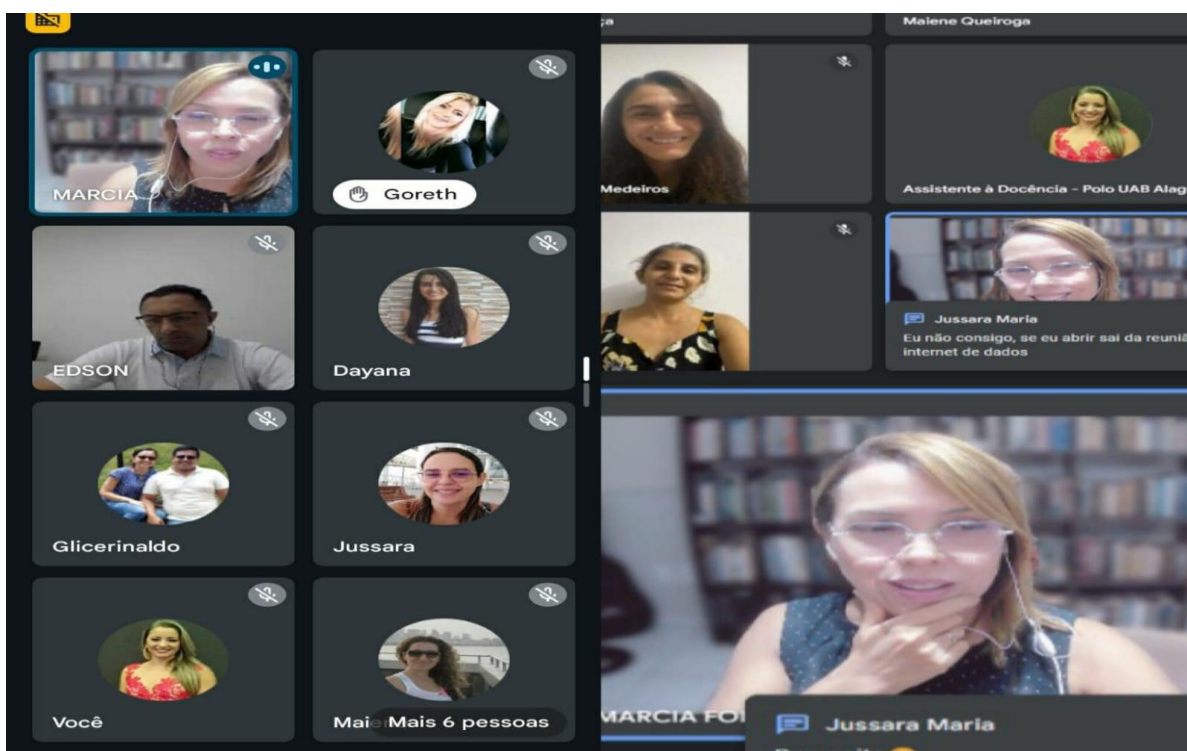 MARCIA
Goreth
EDSON
Dayana
Glicerinaldo
Jussara
Você
Mais 6 pessoas
Maiene Queiroga
Medeiros
Assistente à Docência - Polo UAB Alag
Jussara Maria
Eu não consigo, se eu abrir sai da reuniã
internet de dados
MARCIA FO
Jussara Maria